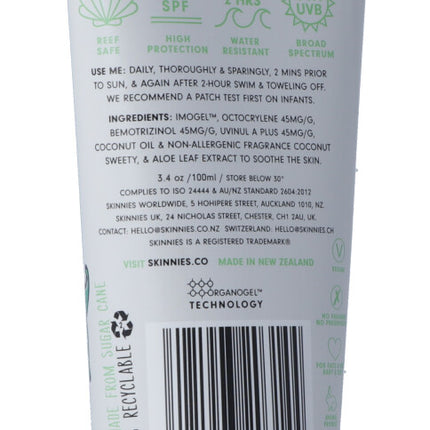 SPF
2 HRS
UVB
REEF SAFE
HIGH PROTECTION
WATER RESISTANT
BROAD SPECTRUM
USE ME: DAILY, THOROUGHLY & SPARINGLY, 2 MINS PRIOR
TO SUN, & AGAIN AFTER 2-HOUR SWIM & TOWELING OFF.
WE RECOMMEND A PATCH TEST FIRST ON INFANTS.
INGREDIENTS: IMOGEL™, OCTOCRYLENE 45MG/G,
BEMOTRIZINOL 45MG/G, UVINUL A PLUS 45MG/G,
COCONUT OIL & NON-ALLERGENIC FRAGRANCE COCONUT
SWEETY, & ALOE LEAF EXTRACT TO SOOTHE THE SKIN.
3.4 oz /100ml / STORE BELOW 30°
COMPLIES TO ISO 24444 & AU/NZ STANDARD 2604:2012
SKINNIES WORLDWIDE, 5 HOHIPERE STREET, AUCKLAND 1010, NZ.
SKINNIES UK, 24 NICHOLAS STREET, CHESTER, CH1 2AU, UK.
CONTACT: HELLO@SKINNIES.CO.NZ SWITZERLAND: HELLO@SKINNIES.CH
SKINNIES IS A REGISTERED TRADEMARK®
VISIT SKINNIES.CO MADE IN NEW ZEALAND
ORGANOGEL™
TECHNOLOGY
MADE FROM SUGAR CANE
RECYCLABLE
VEGAN